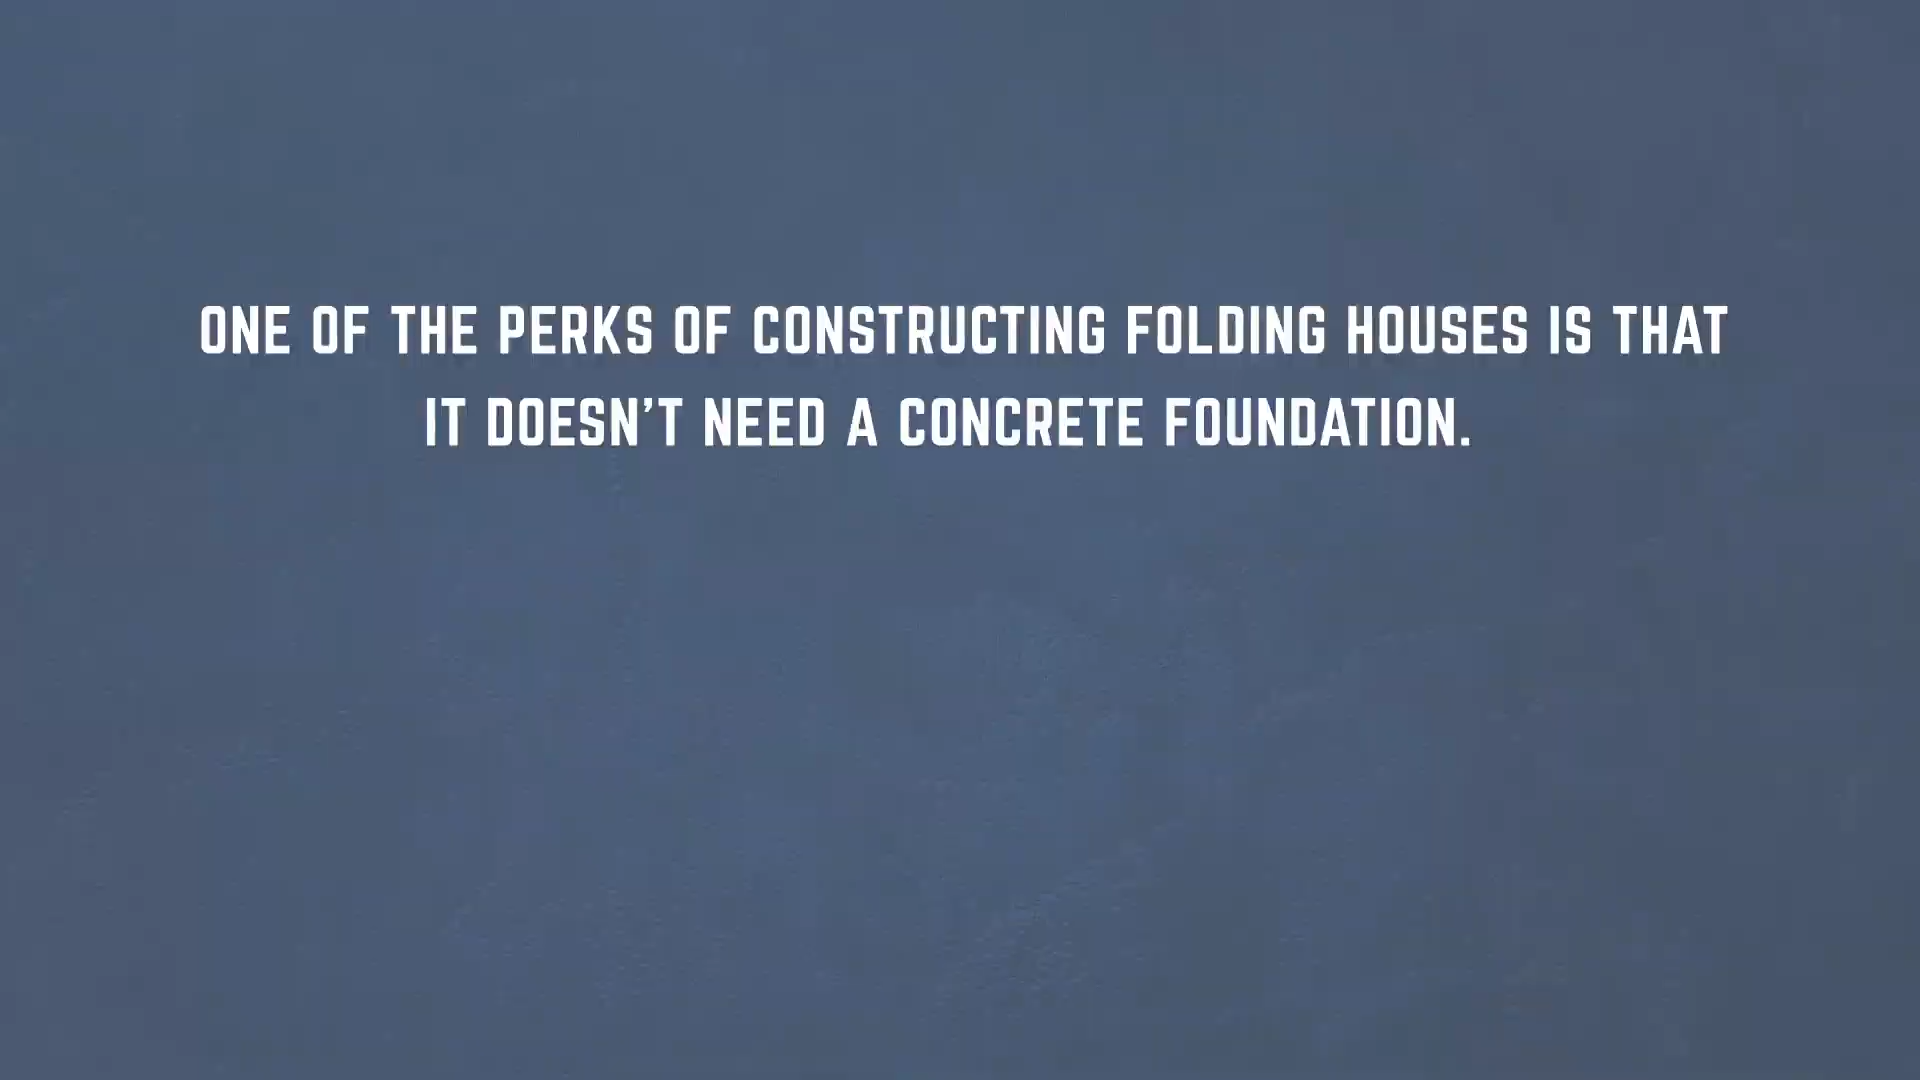 ONE OF THE PERKS OF CONSTRUCTING FOLDING HOUSES IS THAT
IT DOESN'T NEED A CONCRETE FOUNDATION.